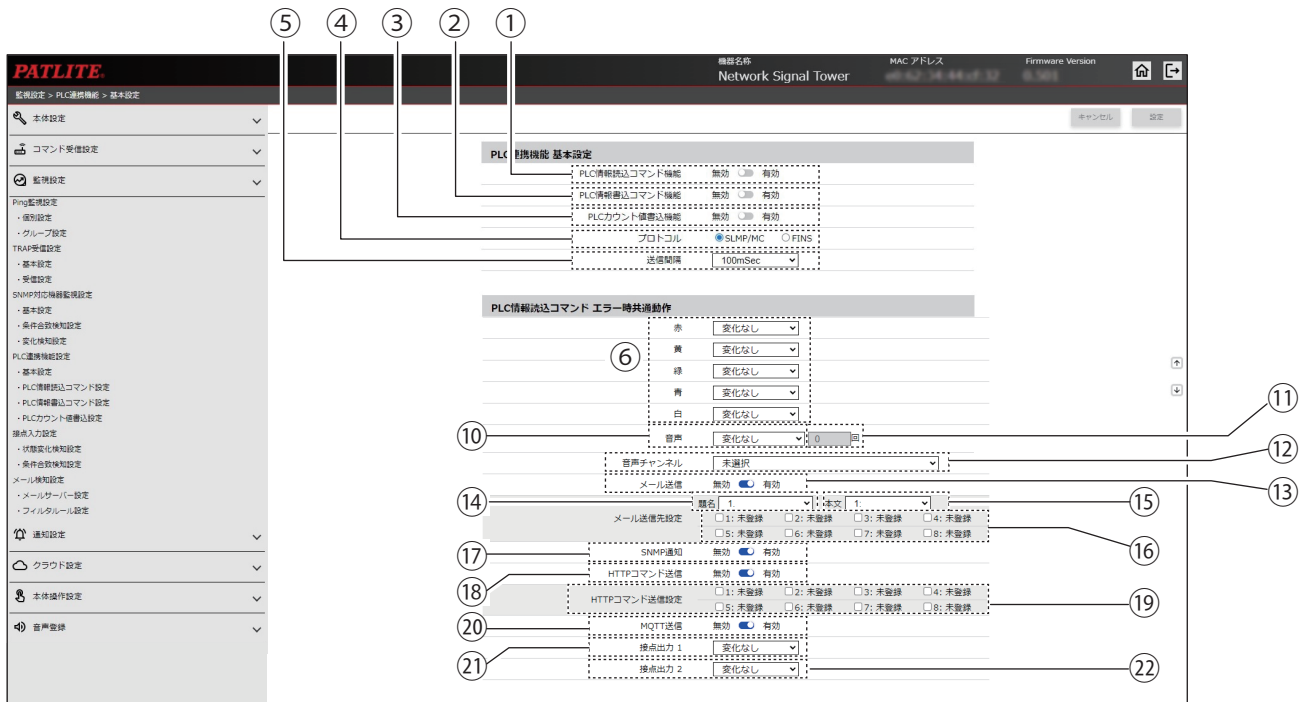 ⑤ ④ ③ ② ①
PATLITE
機器名称 MAC アドレス Firmware Version
Network Signal Tower
監視設定 > PLC連携機能 > 基本設定
本体設定
キャンセル 設定
コマンド受信設定
監視設定
Ping監視設定
・個別設定
・グループ設定
TRAP受信設定
・基本設定
・受信設定
SNMP対応機器監視設定
・基本設定
・条件合致検知設定
・変化検知設定
PLC連携機能設定
・基本設定
・PLC情報読込コマンド設定
・PLC情報書込コマンド設定
・PLCカウント値書込設定
接点入力設定
・状態変化検知設定
・条件合致検知設定
メール検知設定
・メールサーバー設定
・フィルタルール設定
通知設定
クラウド設定
本体操作設定
音声登録
PLC連携機能 基本設定
PLC情報読込コマンド機能 無効 有効
PLC情報書込コマンド機能 無効 有効
PLCカウント値書込機能 無効 有効
プロトコル SLMP/MC FINS
送信間隔 100mSec
PLC情報読込コマンド エラー時共通動作
赤 変化なし
⑥ 黄 変化なし
緑 変化なし
青 変化なし
白 変化なし
⑩ 音声 変化なし 0 回 ⑪
音声チャンネル 未選択 ⑫
メール送信 無効 有効 ⑬
⑭ 題名 1: 本文 1: ⑮
メール送信先設定 1: 未登録 2: 未登録 3: 未登録 4: 未登録
5: 未登録 6: 未登録 7: 未登録 8: 未登録 ⑯
⑰ SNMP通知 無効 有効
⑱ HTTPコマンド送信 無効 有効
HTTPコマンド送信設定 1: 未登録 2: 未登録 3: 未登録 4: 未登録
5: 未登録 6: 未登録 7: 未登録 8: 未登録 ⑲
⑳ MQTT送信 無効 有効
㉑ 接点出力 1 変化なし
接点出力 2 変化なし ㉒